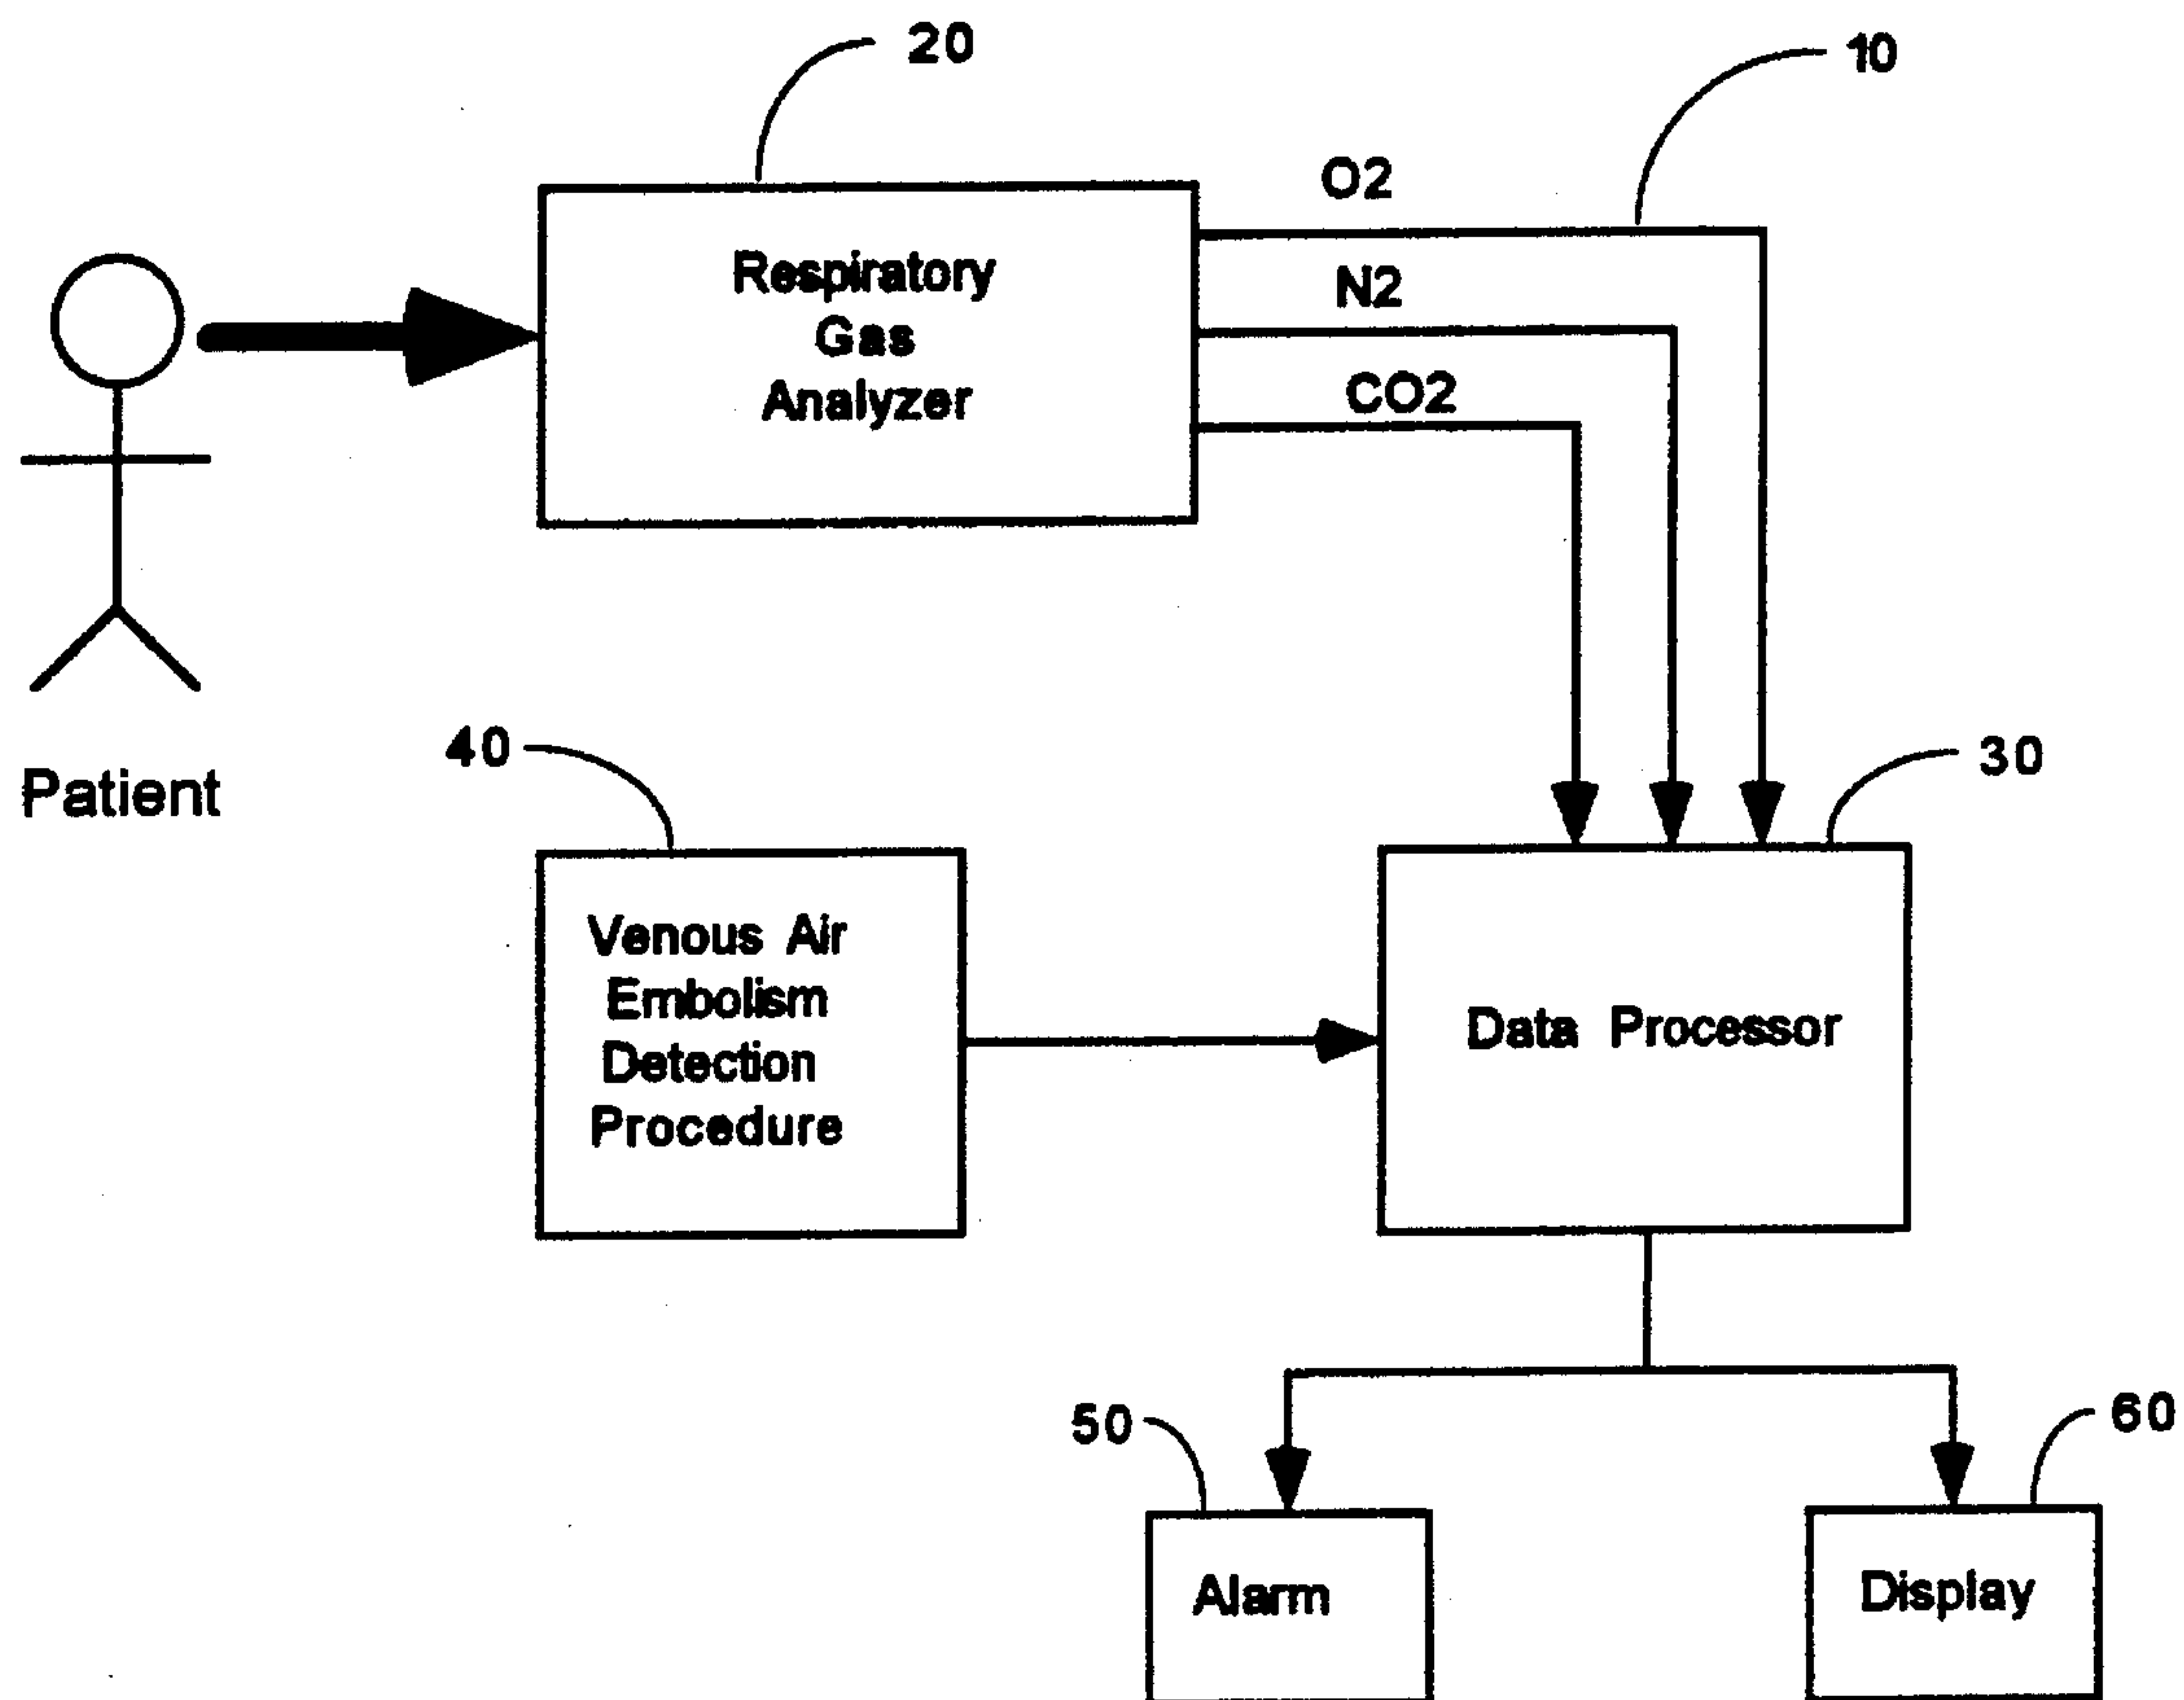 20
10
O2
Respiratory
Gas
Analyzer
N2
CO2
Patient
40
30
Venous Air
Embolism
Detection
Procedure
Data Processor
50
60
Alarm
Display